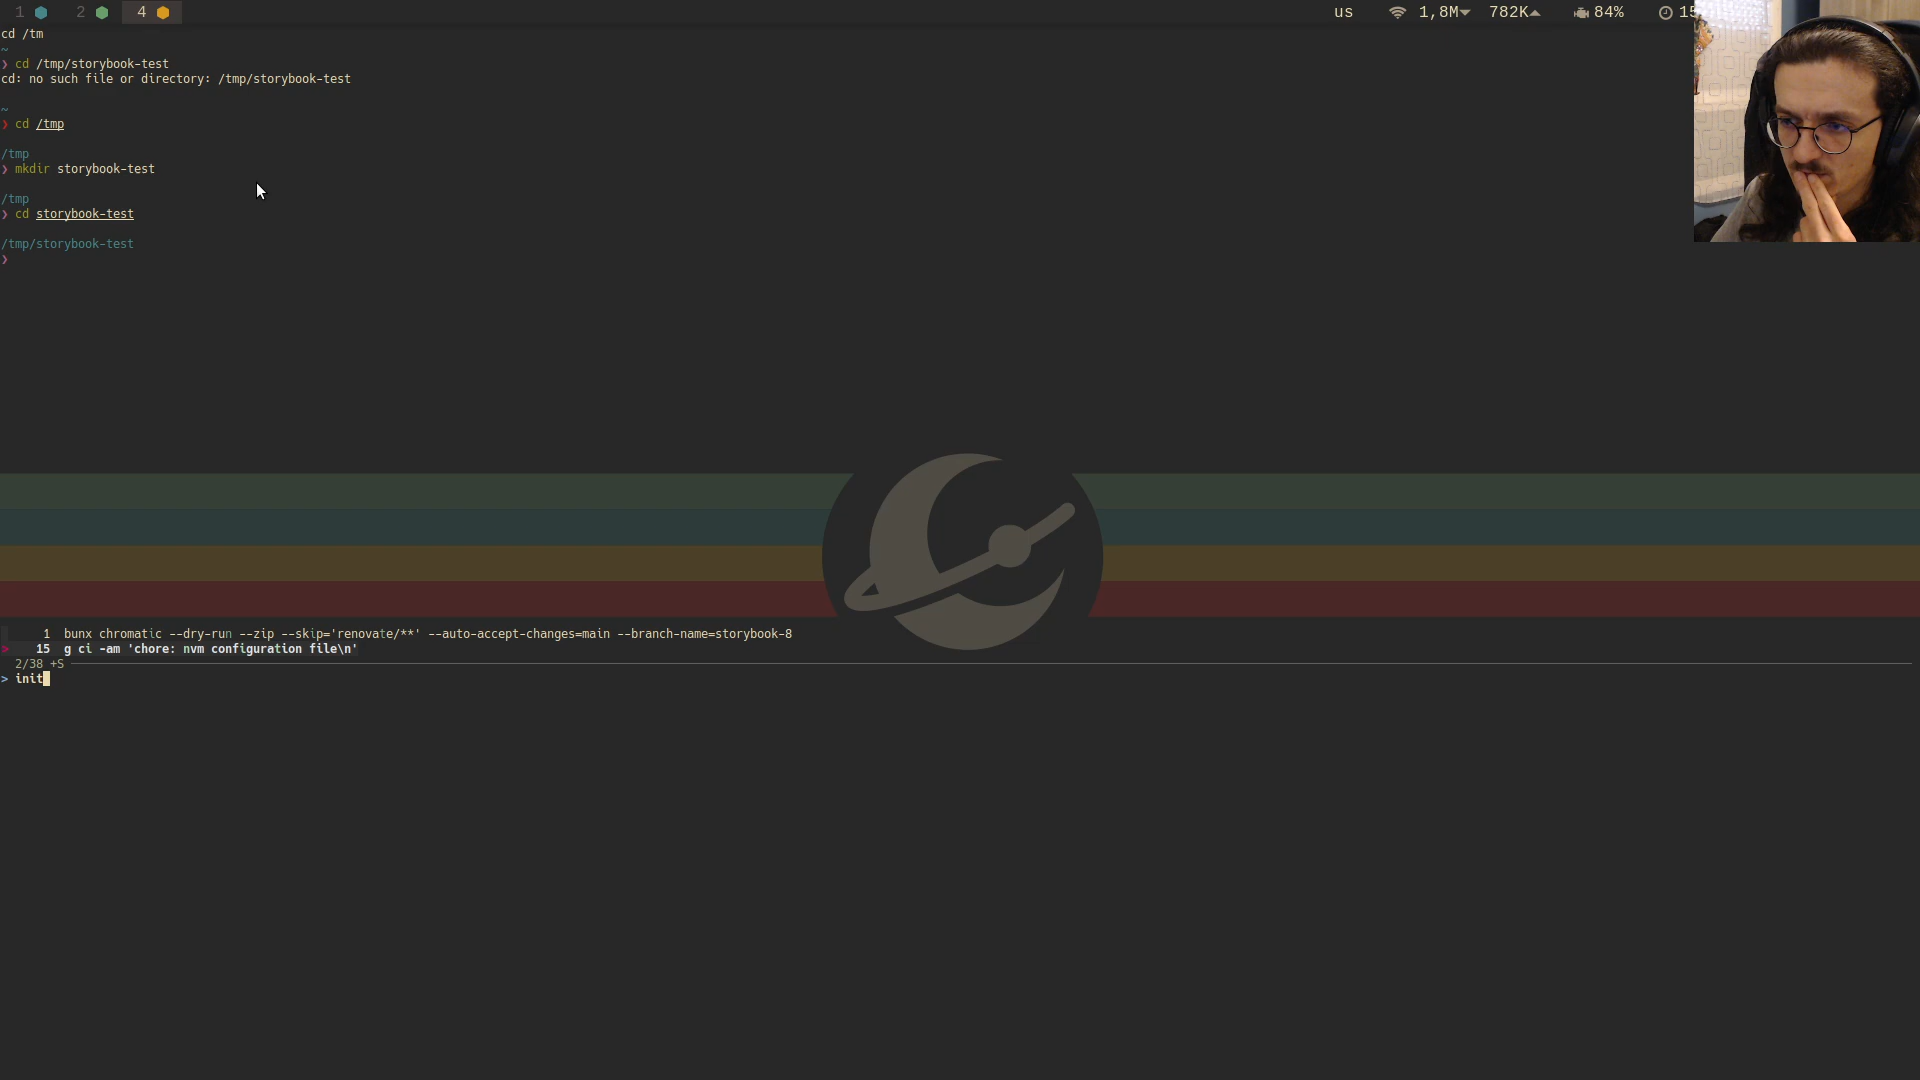 1 2 4 us 1,8M 782K 84% 15
cd /tm
~
❯ cd /tmp/storybook-test
cd: no such file or directory: /tmp/storybook-test
~
❯ cd /tmp
/tmp
❯ mkdir storybook-test
/tmp
❯ cd storybook-test
/tmp/storybook-test
❯
1 bunx chromatic --dry-run --zip --skip='renovate/**' --auto-accept-changes=main --branch-name=storybook-8
> 15 g ci -am 'chore: nvm configuration file\n'
2/38 +S
> init